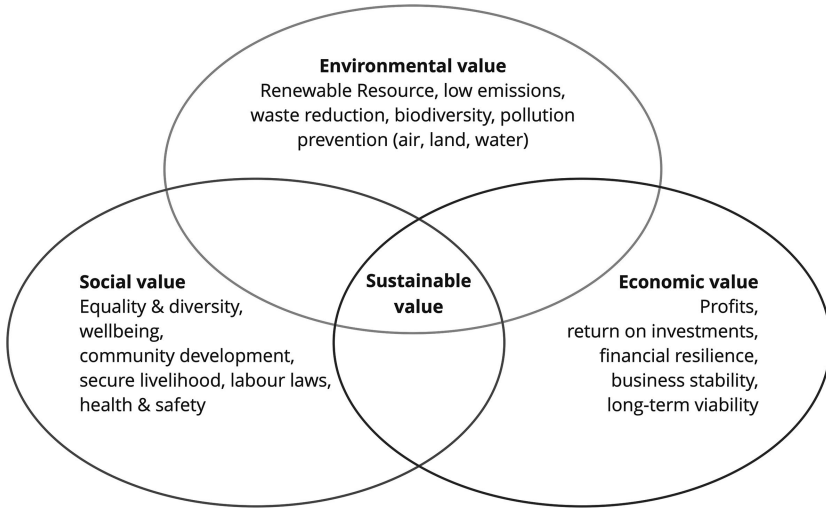 Environmental value
Renewable Resource, low emissions,
waste reduction, biodiversity, pollution
prevention (air, land, water)
Social value
Equality & diversity,
wellbeing,
community development,
secure livelihood, labour laws,
health & safety
Sustainable
value
Economic value
Profits,
return on investments,
financial resilience,
business stability,
long-term viability